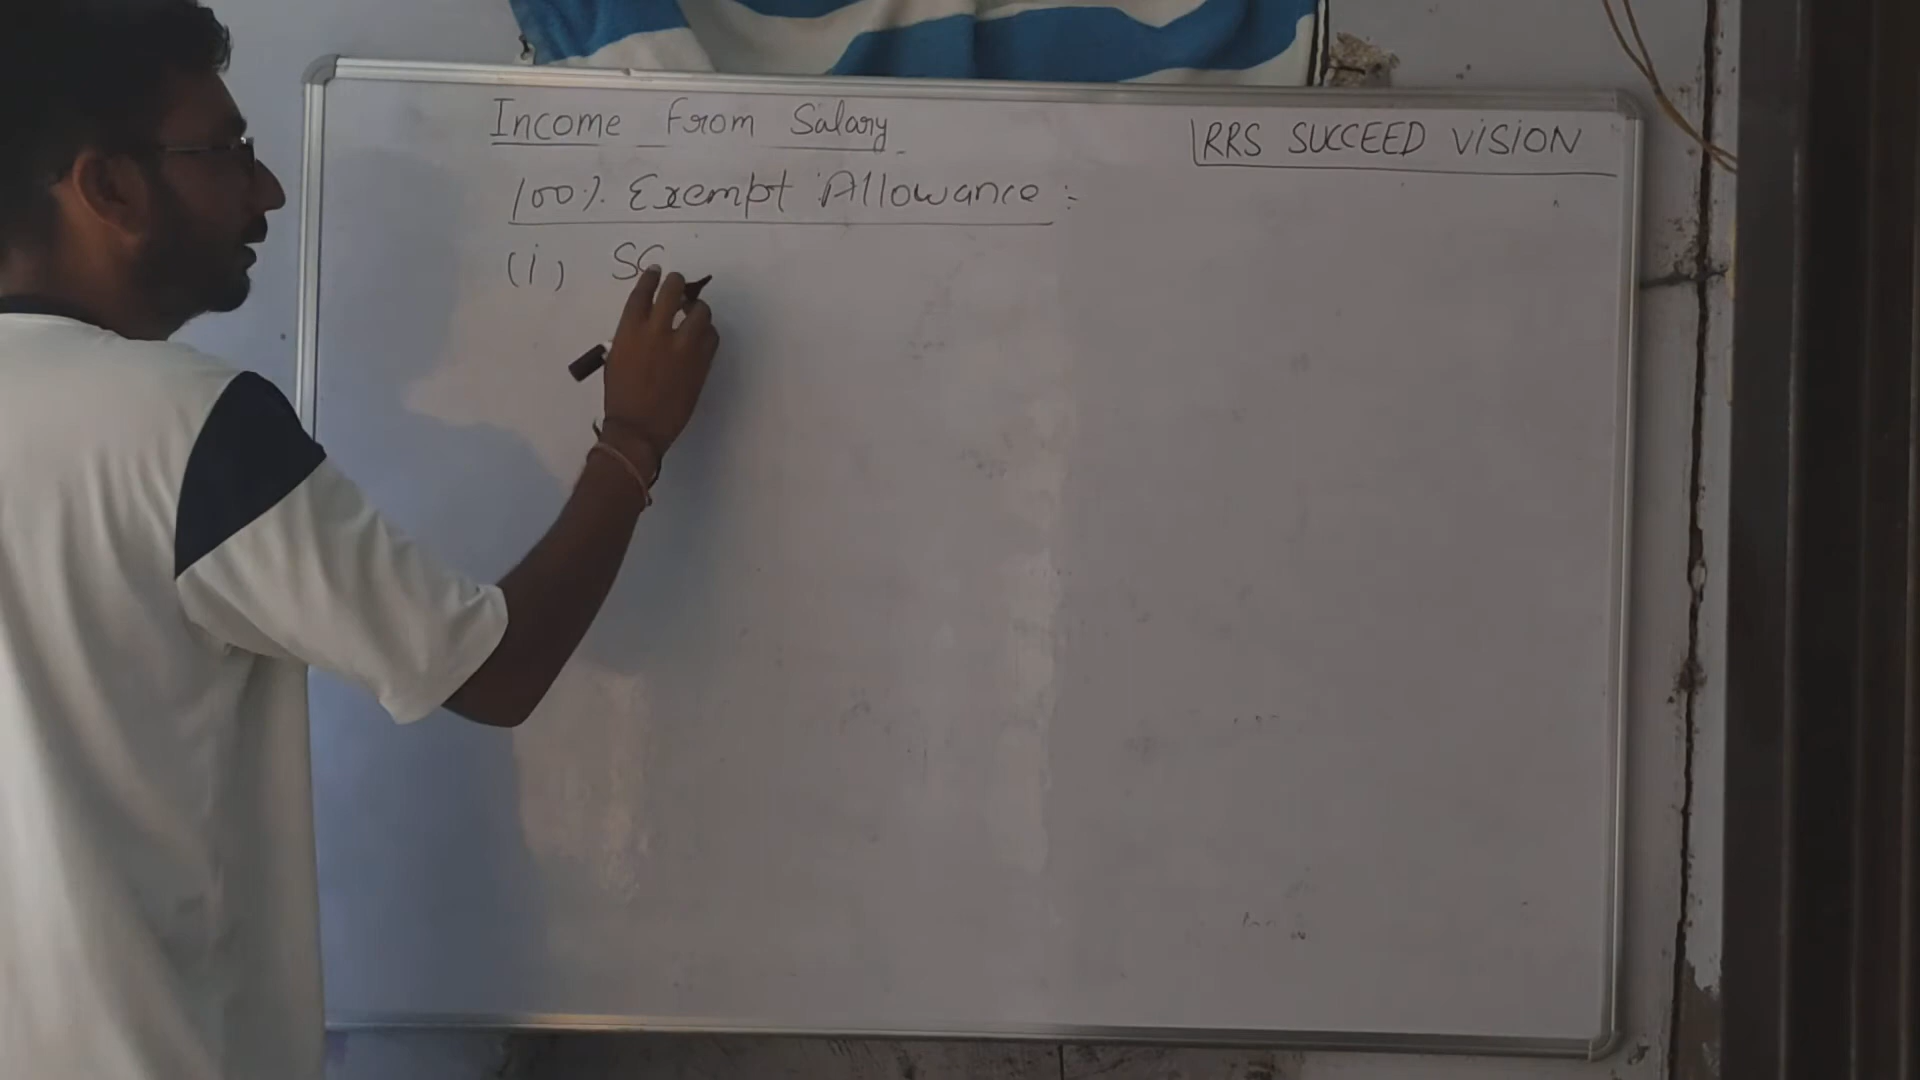 Income From Salary
RRS SUCCEED VISION
100% Exempt Allowance :
(i)